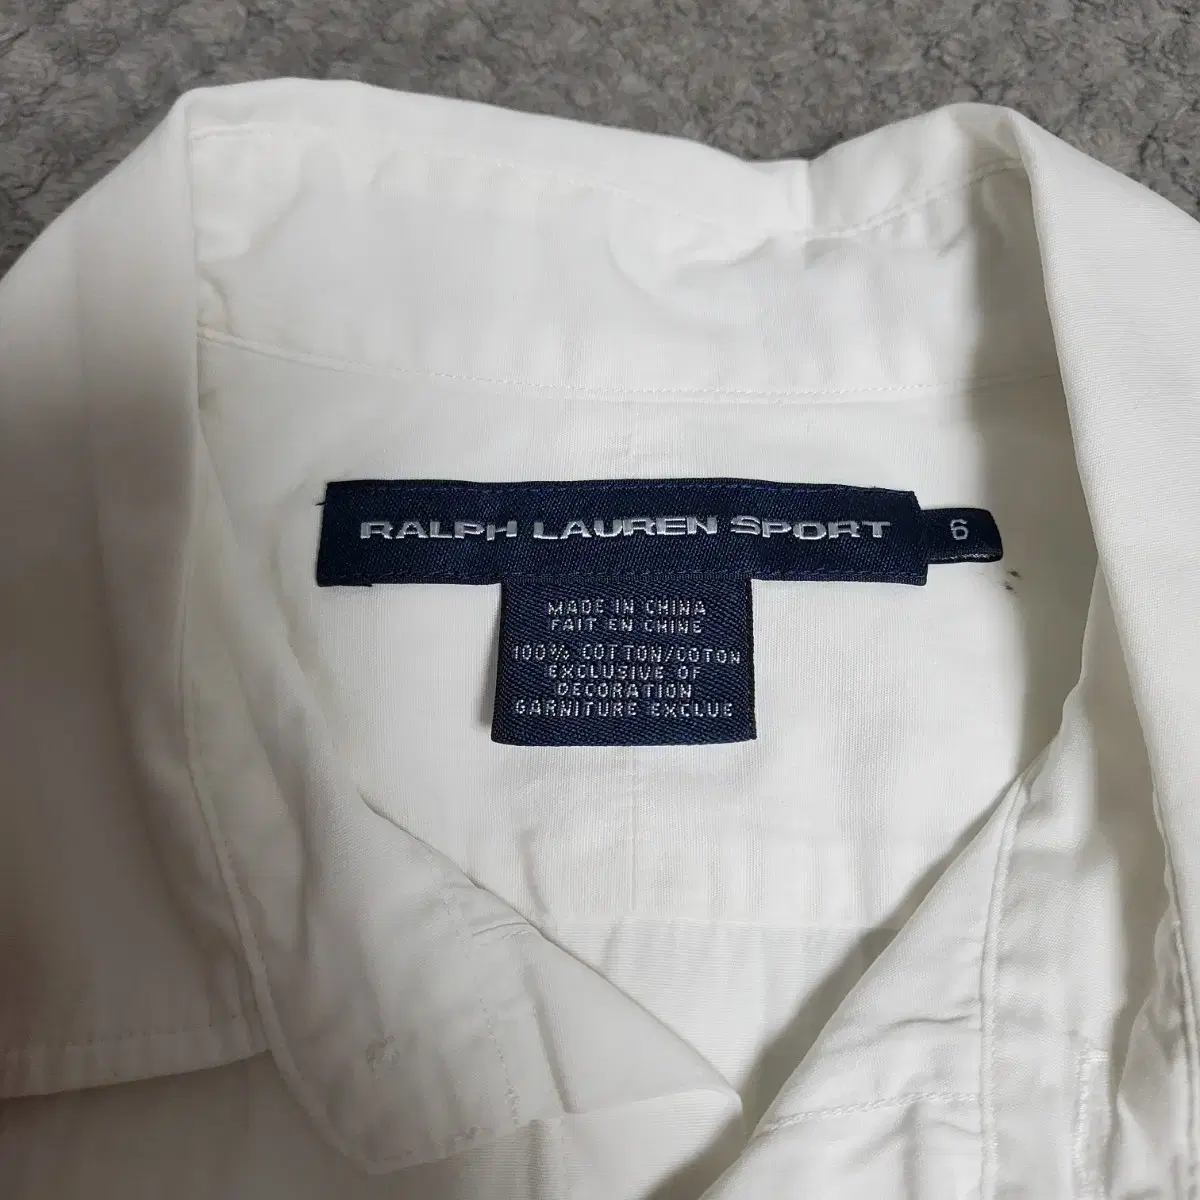 RALPH LAUREN SPORT
6
MADE IN CHINA
FAIT EN CHINE
100% COTTON/COTON
EXCLUSIVE OF
DECORATION
GARNITURE EXCLUE